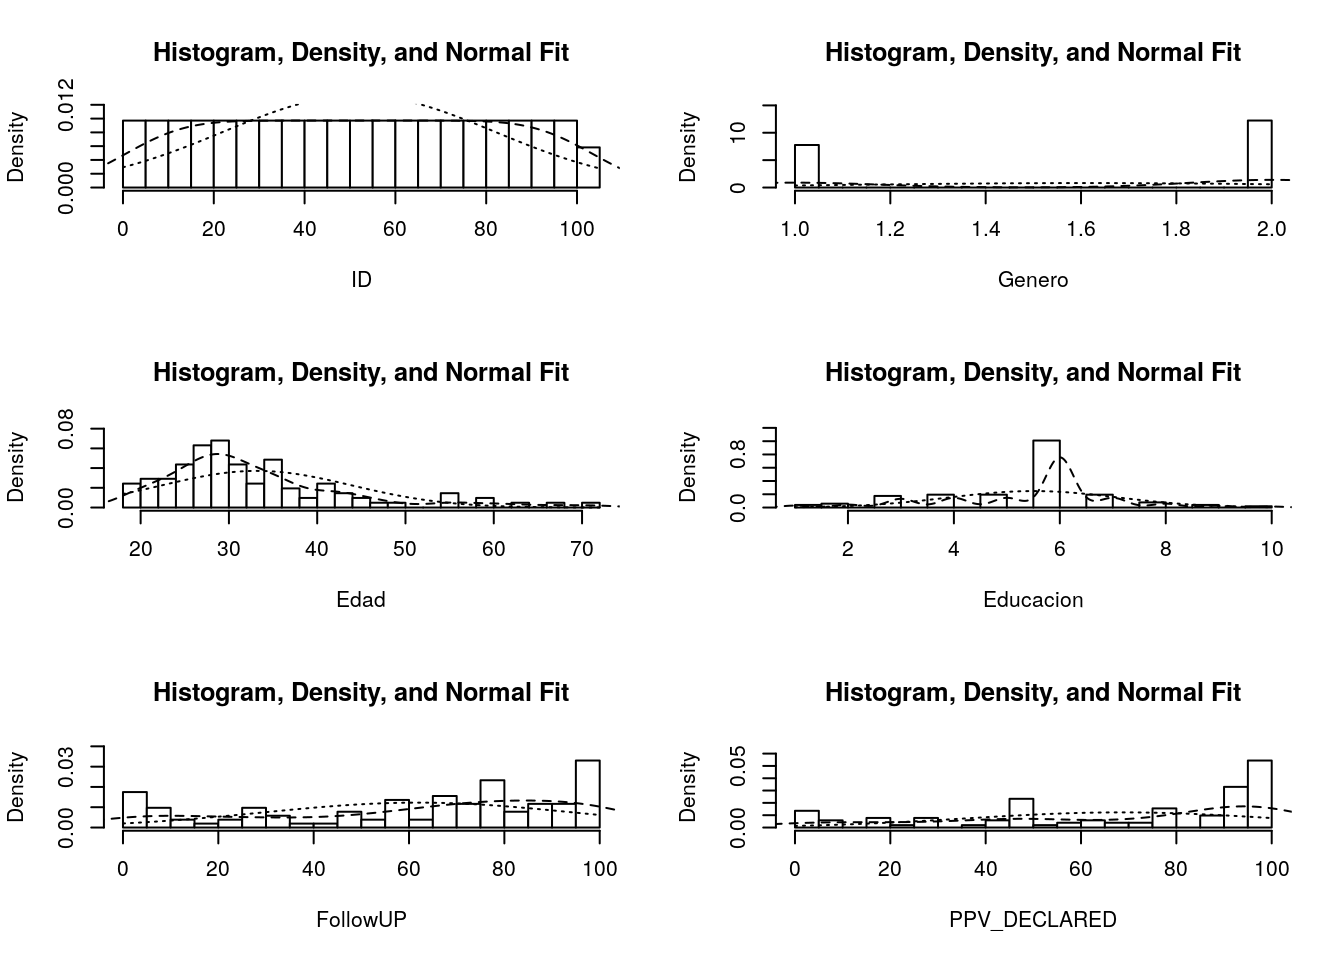 Histogram, Density, and Normal Fit
Density
0.000 0.012
0 20 40 60 80 100
ID
Histogram, Density, and Normal Fit
Density
0 10
1.0 1.2 1.4 1.6 1.8 2.0
Genero
Histogram, Density, and Normal Fit
Density
0.00 0.08
20 30 40 50 60 70
Edad
Histogram, Density, and Normal Fit
Density
0.0 0.8
2 4 6 8 10
Educacion
Histogram, Density, and Normal Fit
Density
0.00 0.03
0 20 40 60 80 100
FollowUP
Histogram, Density, and Normal Fit
Density
0.00 0.05
0 20 40 60 80 100
PPV_DECLARED